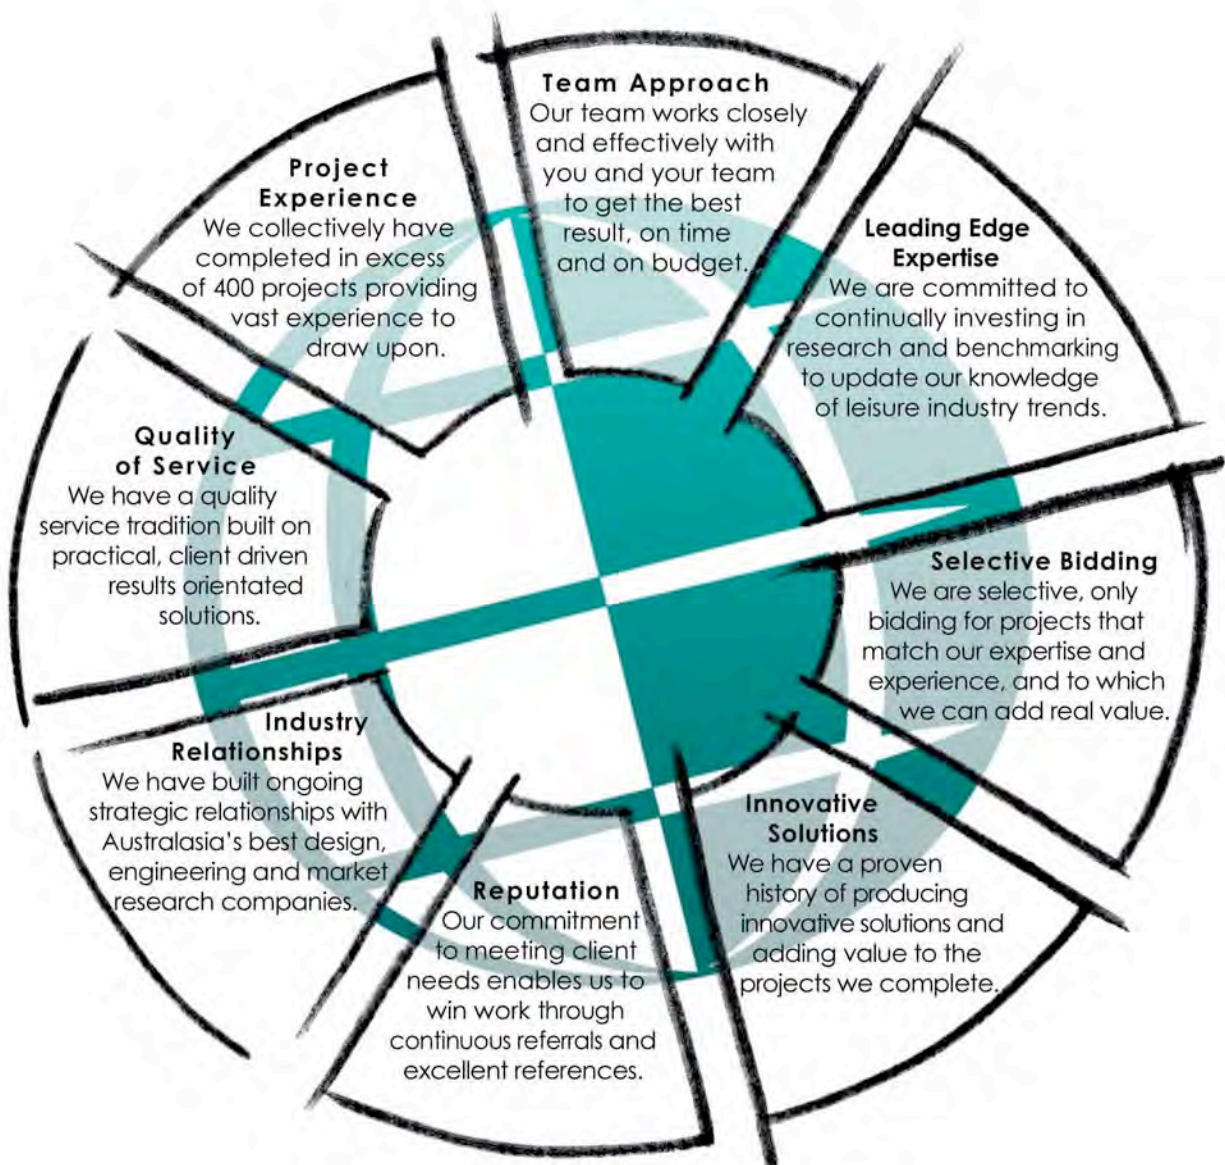 Team Approach
Our team works closely
and effectively with
you and your team
to get the best
result, on time
and on budget.
Leading Edge
Expertise
We are committed to
continually investing in
research and benchmarking
to update our knowledge
of leisure industry trends.
Selective Bidding
We are selective, only
bidding for projects that
match our expertise and
experience, and to which
we can add real value.
Innovative
Solutions
We have a proven
history of producing
innovative solutions and
adding value to the
projects we complete.
Reputation
Our commitment
to meeting client
needs enables us to
win work through
continuous referrals and
excellent references.
Industry
Relationships
We have built ongoing
strategic relationships with
Australasia's best design,
engineering and market
research companies.
Quality
of Service
We have a quality
service tradition built on
practical, client driven
results orientated
solutions.
Project
Experience
We collectively have
completed in excess
of 400 projects providing
vast experience to
draw upon.